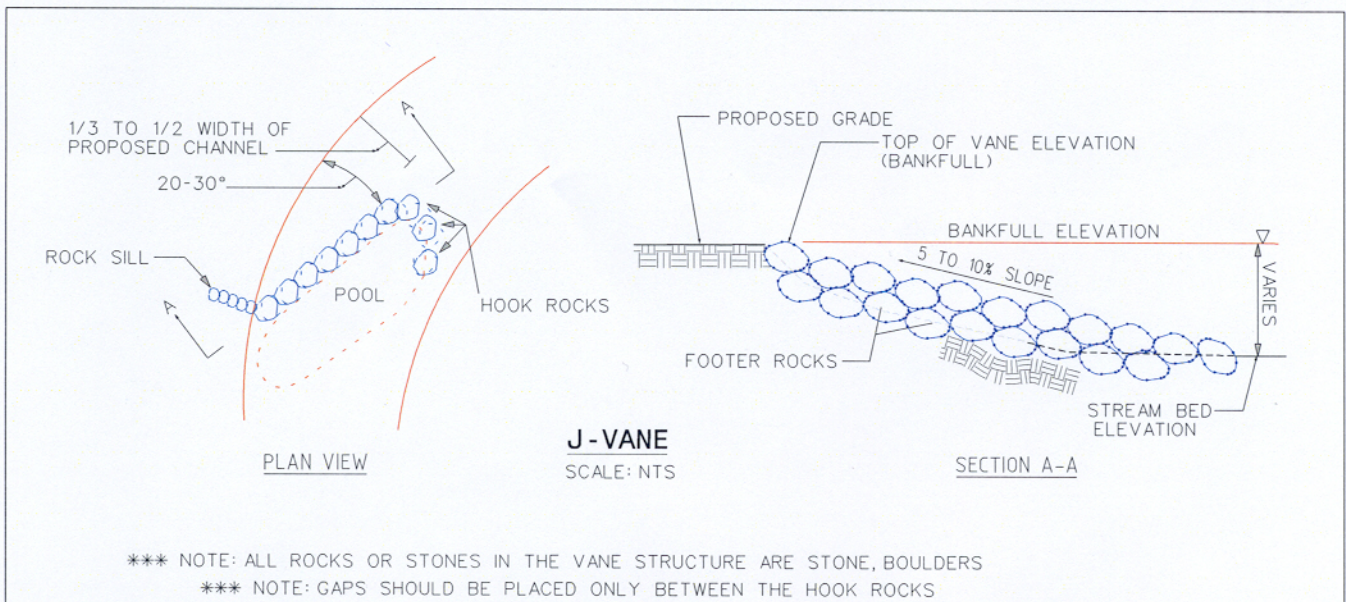 1/3 TO 1/2 WIDTH OF
PROPOSED CHANNEL
20-30°
A
ROCK SILL
A
POOL
HOOK ROCKS
PLAN VIEW
J-VANE
SCALE: NTS
PROPOSED GRADE
TOP OF VANE ELEVATION
(BANKFULL)
BANKFULL ELEVATION
5 TO 10% SLOPE
VARIES
FOOTER ROCKS
STREAM BED
ELEVATION
SECTION A-A
*** NOTE: ALL ROCKS OR STONES IN THE VANE STRUCTURE ARE STONE, BOULDERS
*** NOTE: GAPS SHOULD BE PLACED ONLY BETWEEN THE HOOK ROCKS